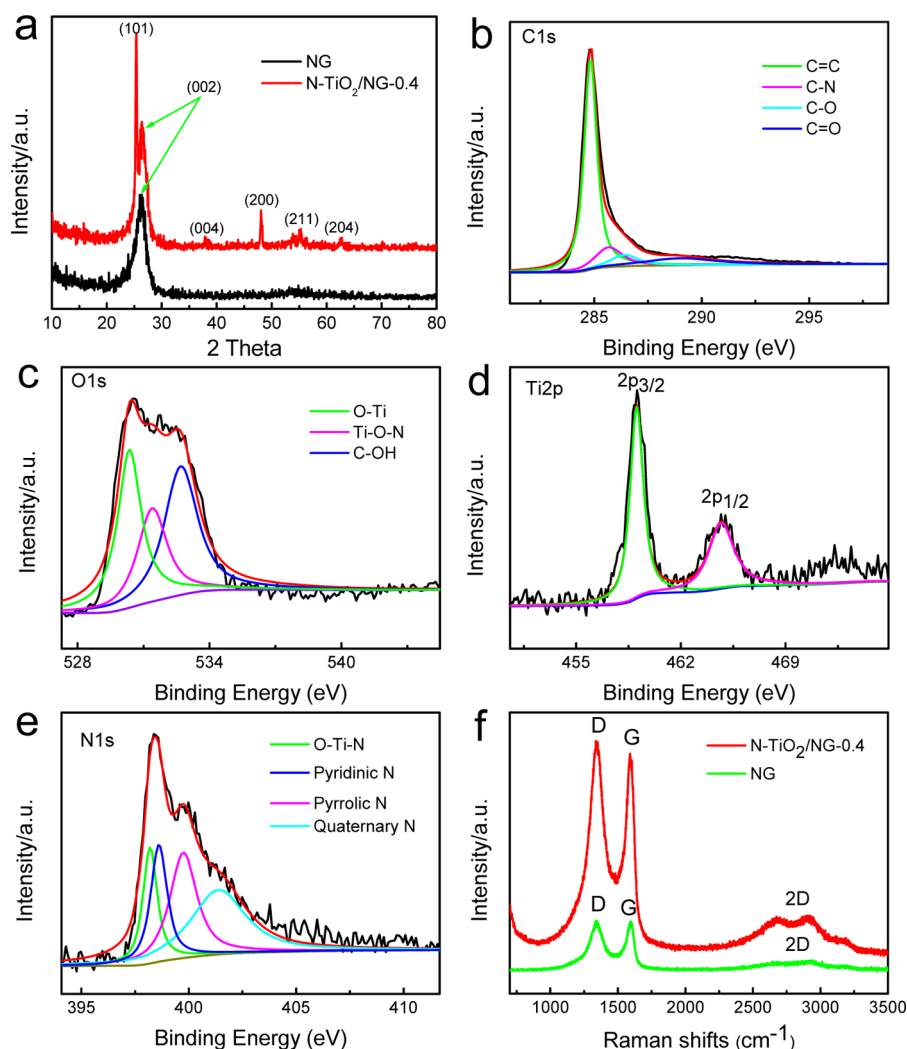 a
(101)
(002)
NG
N-TiO₂/NG-0.4
(004)
(200)
(211)
(204)
Intensity/a.u.
10 20 30 40 50 60 70 80
2 Theta
b
C1s
C=C
C-N
C-O
C=O
Intensity/a.u.
285 290 295
Binding Energy (eV)
c
O1s
O-Ti
Ti-O-N
C-OH
Intensity/a.u.
528 534 540
Binding Energy (eV)
d
2p3/2
Ti2p
2p1/2
Intensity/a.u.
455 462 469
Binding Energy (eV)
e
N1s
O-Ti-N
Pyridinic N
Pyrrolic N
Quaternary N
Intensity/a.u.
395 400 405 410
Binding Energy (eV)
f
D G
N-TiO₂/NG-0.4
NG
D G
2D
2D
Intensity/a.u.
1000 1500 2000 2500 3000 3500
Raman shifts (cm⁻¹)